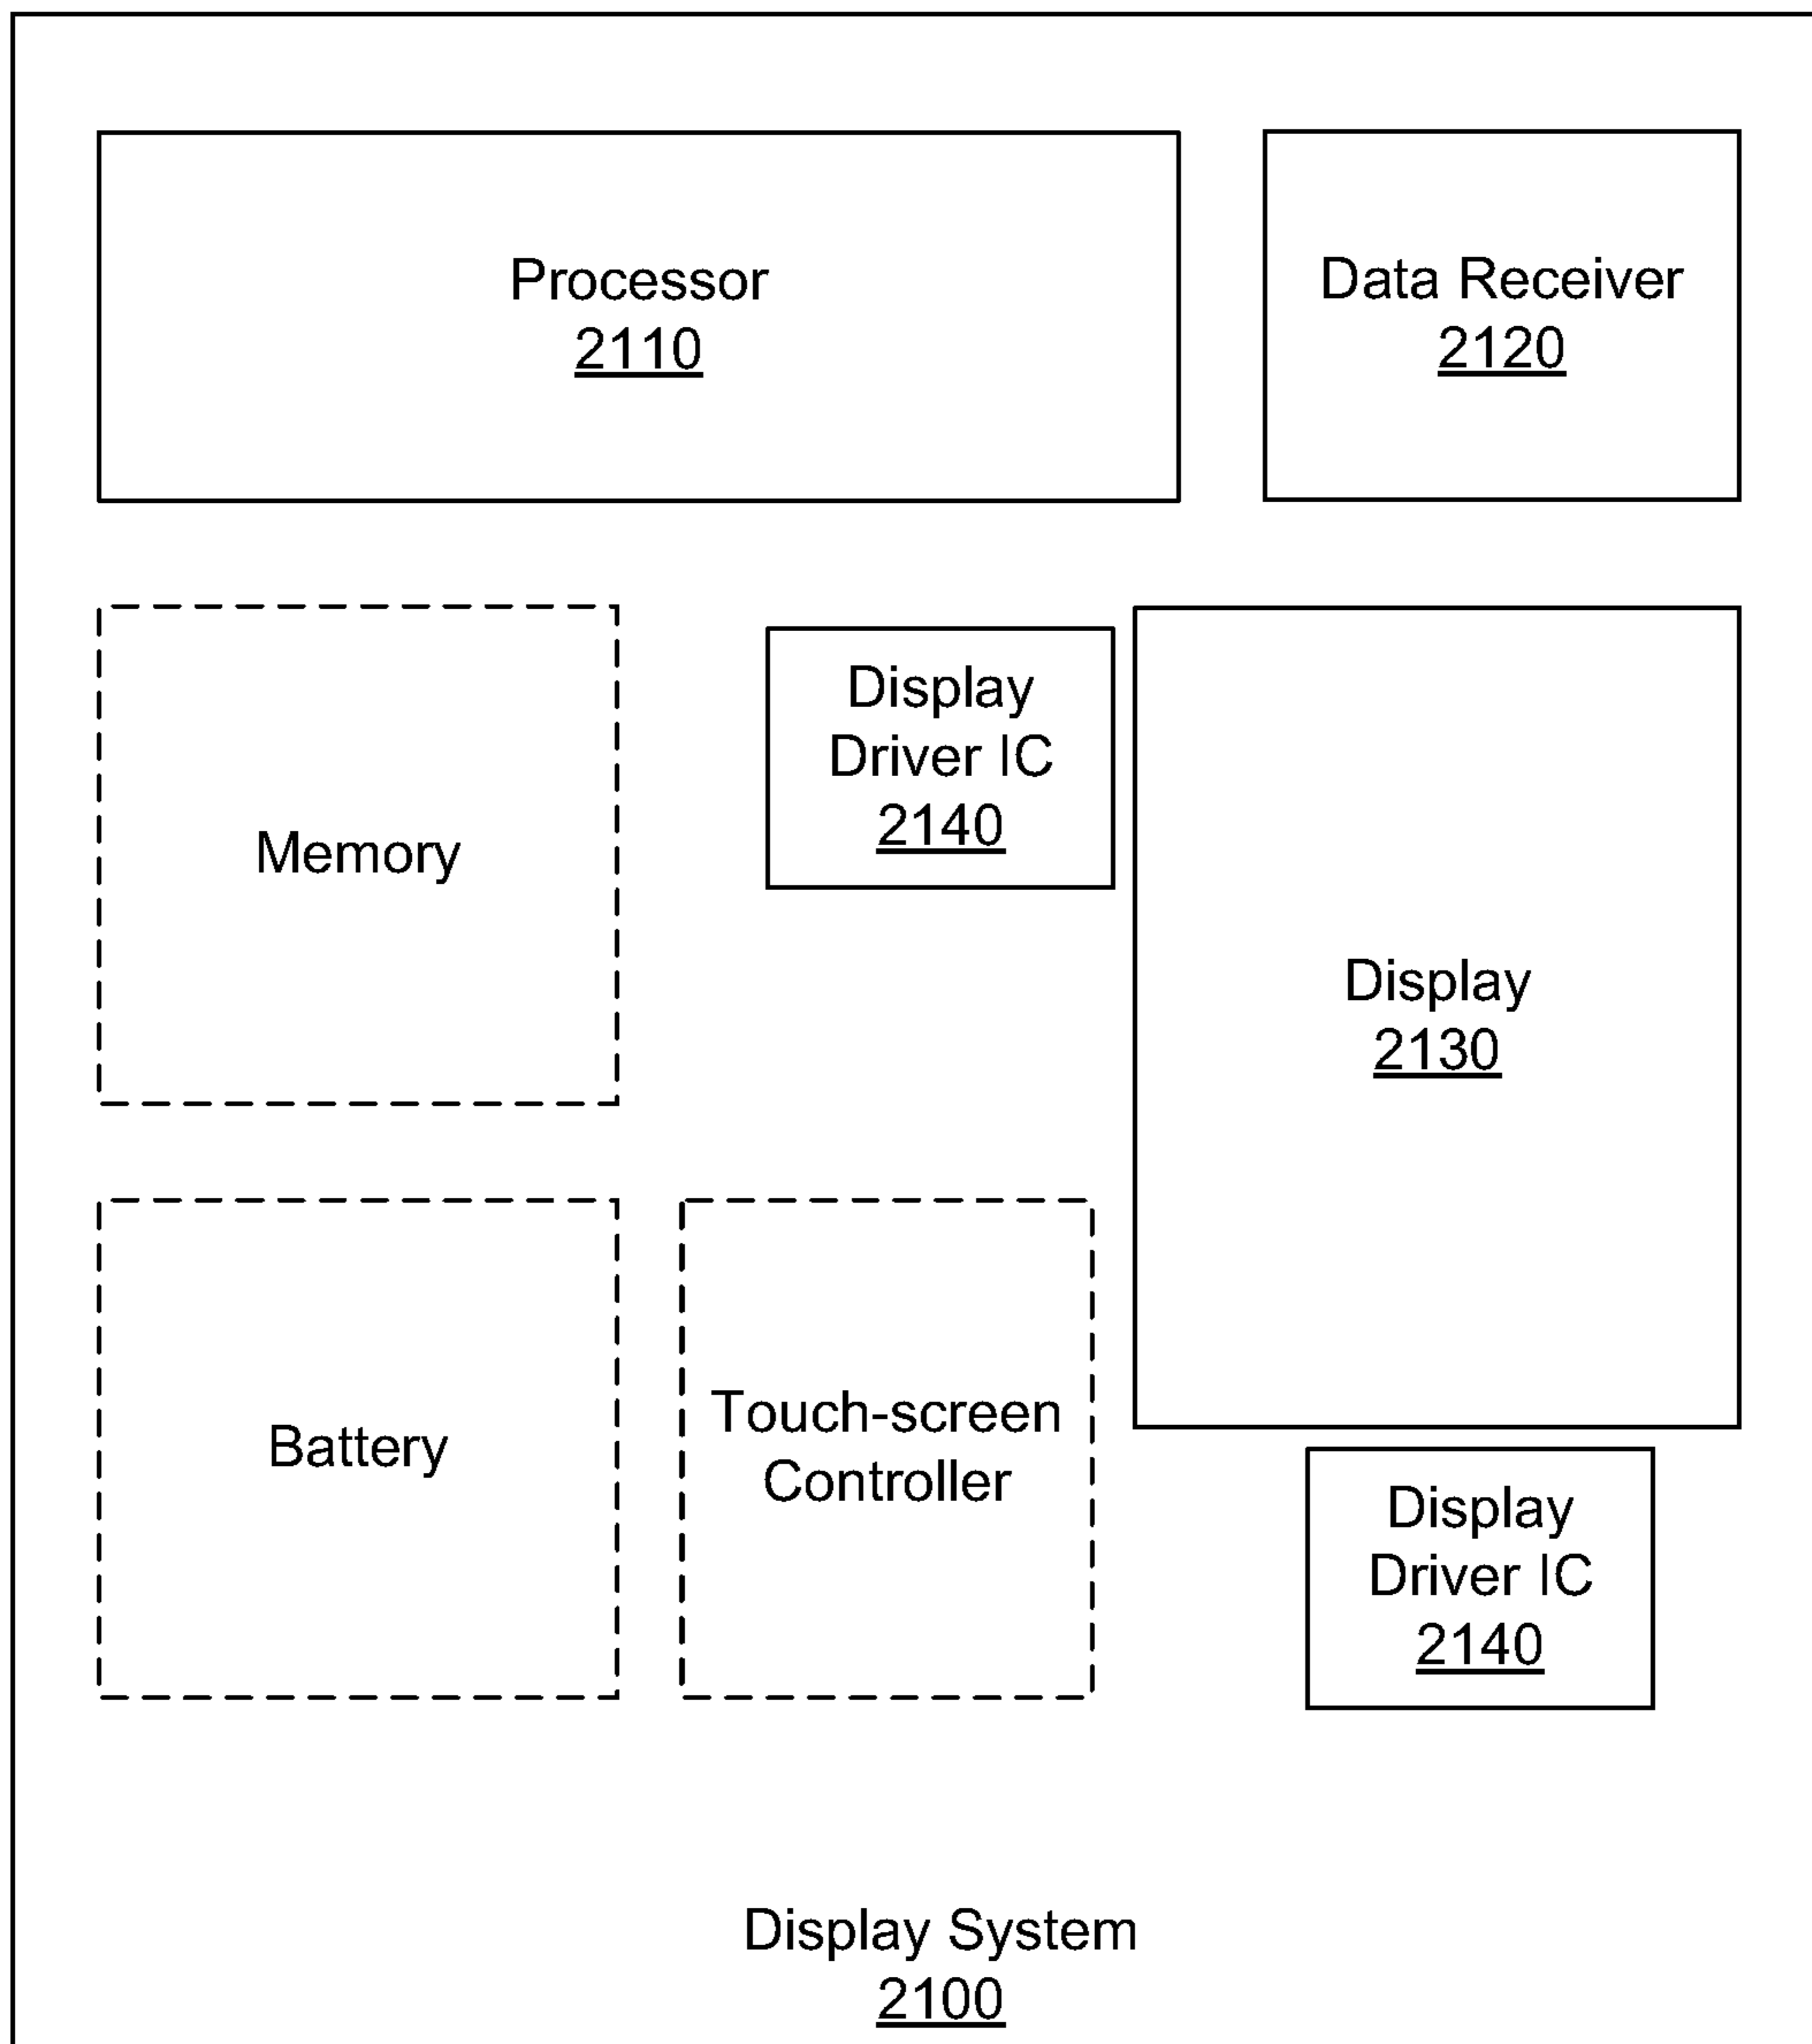 Processor
2110
Data Receiver
2120
Memory
Display
Driver IC
2140
Display
2130
Battery
Touch-screen
Controller
Display
Driver IC
2140
Display System
2100